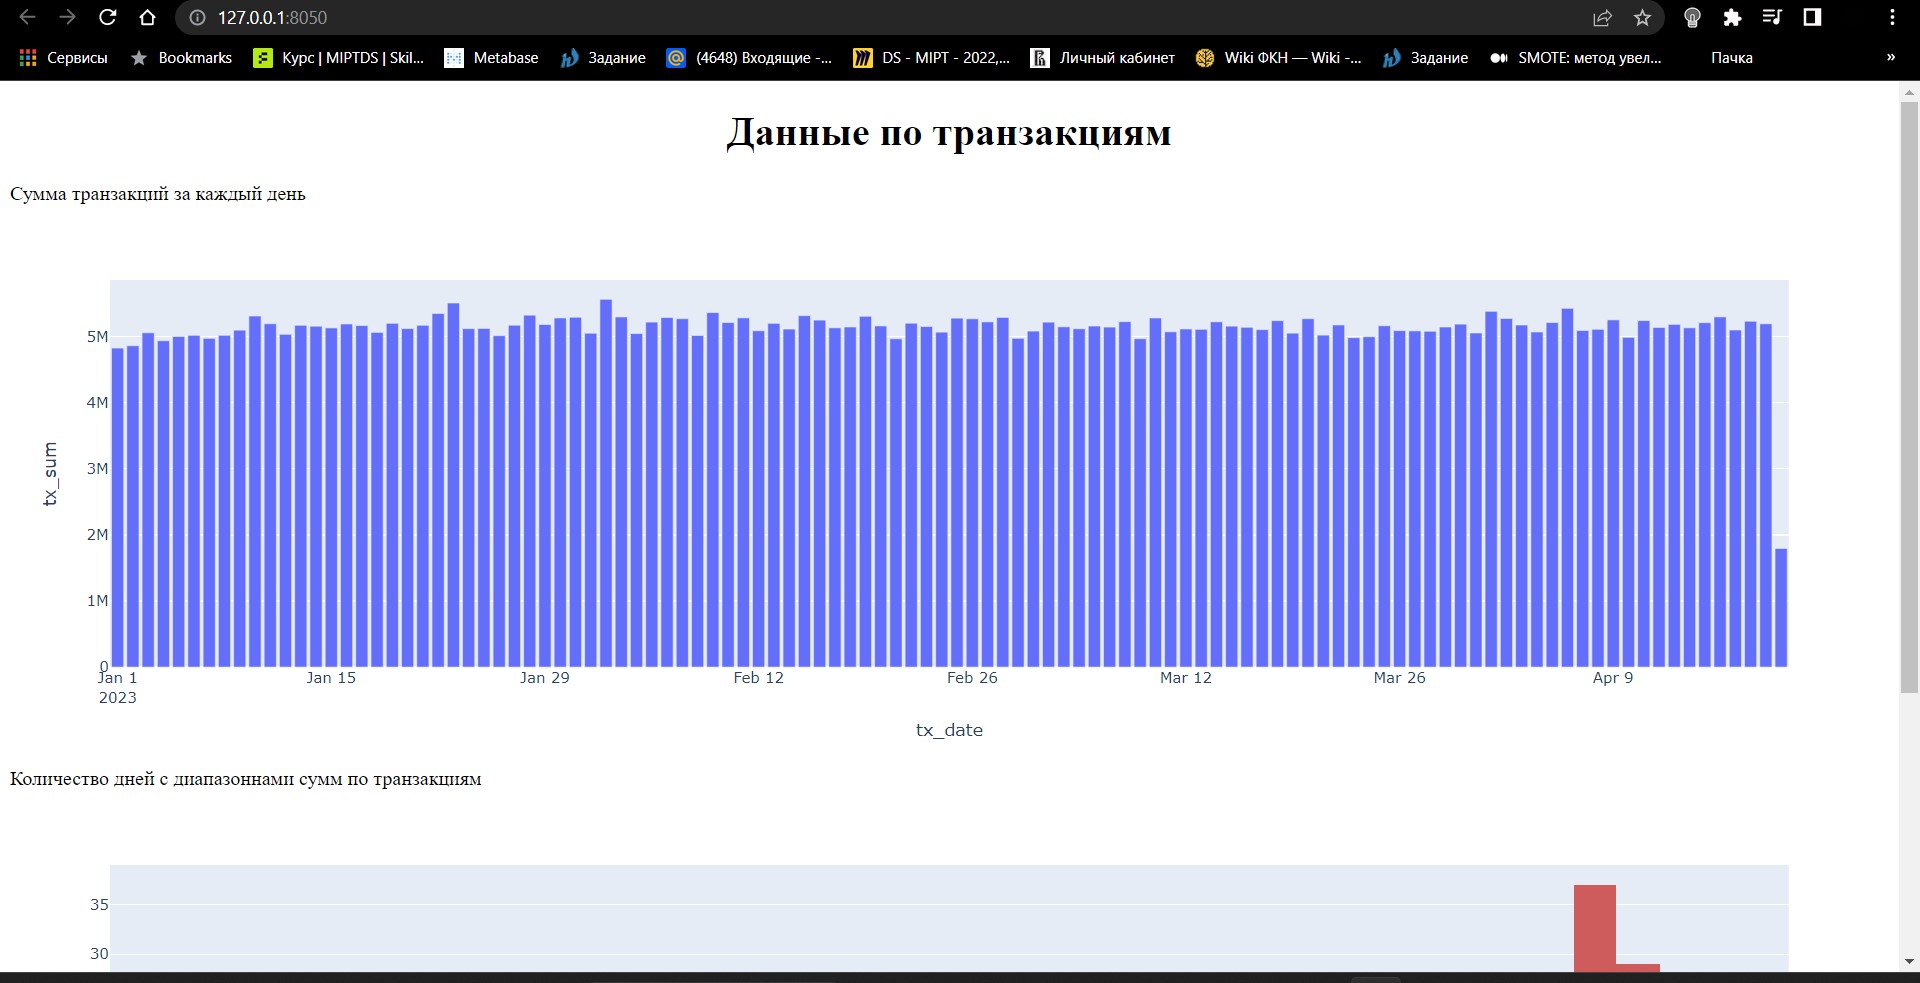 127.0.0.1:8050
Сервисы Bookmarks Курс | MIPTDS | Skil... Metabase Задание (4648) Входящие -... DS - MIPT - 2022,... Личный кабинет Wiki ФКН — Wiki -... Задание SMOTE: метод увел... Пачка »
Данные по транзакциям
Сумма транзакций за каждый день
5M
4M
3M
2M
1M
0
tx_sum
Jan 1 Jan 15 Jan 29 Feb 12 Feb 26 Mar 12 Mar 26 Apr 9
2023
tx_date
Количество дней с диапазоннами сумм по транзакциям
35
30